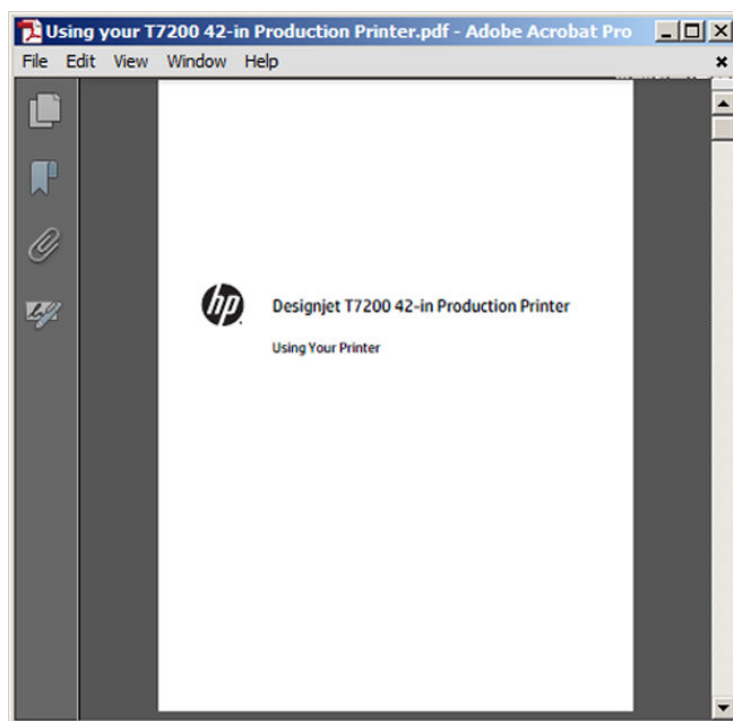 Using your T7200 42-in Production Printer.pdf - Adobe Acrobat Pro
File Edit View Window Help
hp Designjet T7200 42-in Production Printer
Using Your Printer